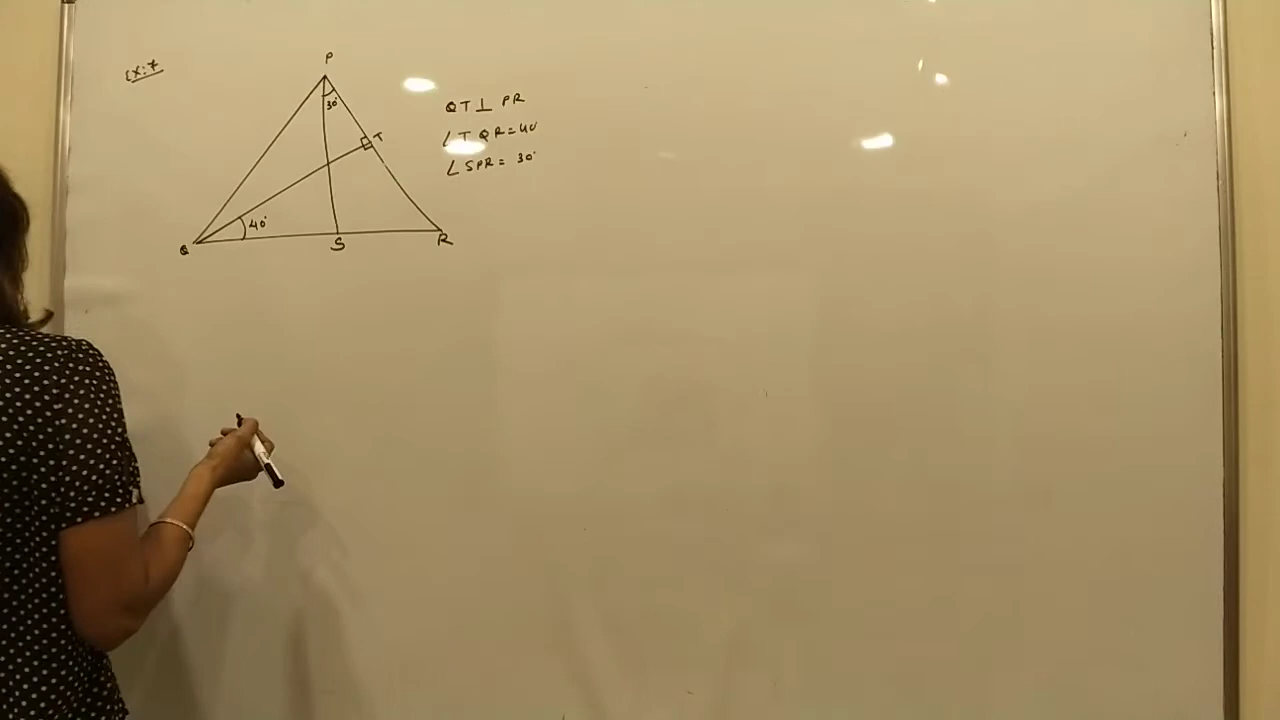 Ex:7
P
30°
T
40°
Q
S
R
QT⊥ PR
∠TQR=40°
∠SPR= 30°